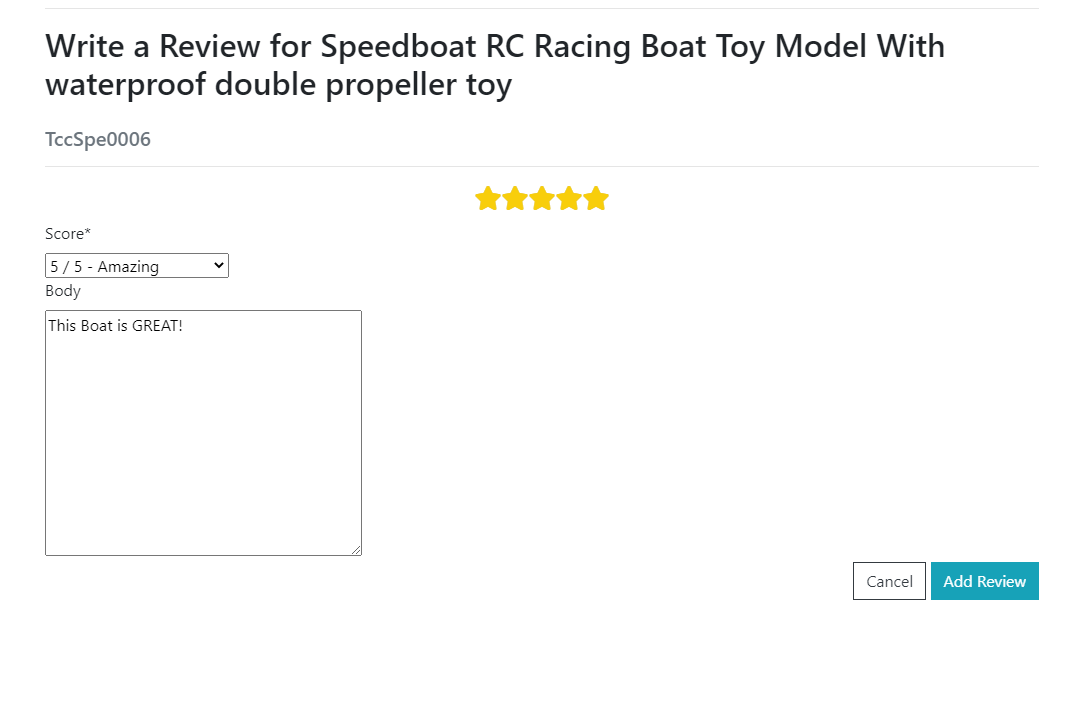 Write a Review for Speedboat RC Racing Boat Toy Model With
waterproof double propeller toy
TccSpe0006
Score*
5 / 5 - Amazing
Body
This Boat is GREAT!
Cancel Add Review